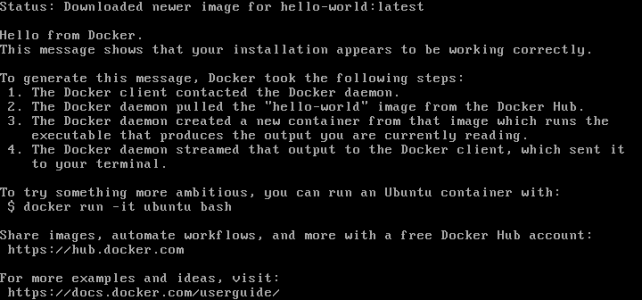 Status: Downloaded newer image for hello-world:latest
Hello from Docker.
This message shows that your installation appears to be working correctly.
To generate this message, Docker took the following steps:
1. The Docker client contacted the Docker daemon.
2. The Docker daemon pulled the "hello-world" image from the Docker Hub.
3. The Docker daemon created a new container from that image which runs the
executable that produces the output you are currently reading.
4. The Docker daemon streamed that output to the Docker client, which sent it
to your terminal.
To try something more ambitious, you can run an Ubuntu container with:
$ docker run -it ubuntu bash
Share images, automate workflows, and more with a free Docker Hub account:
https://hub.docker.com
For more examples and ideas, visit:
https://docs.docker.com/userguide/